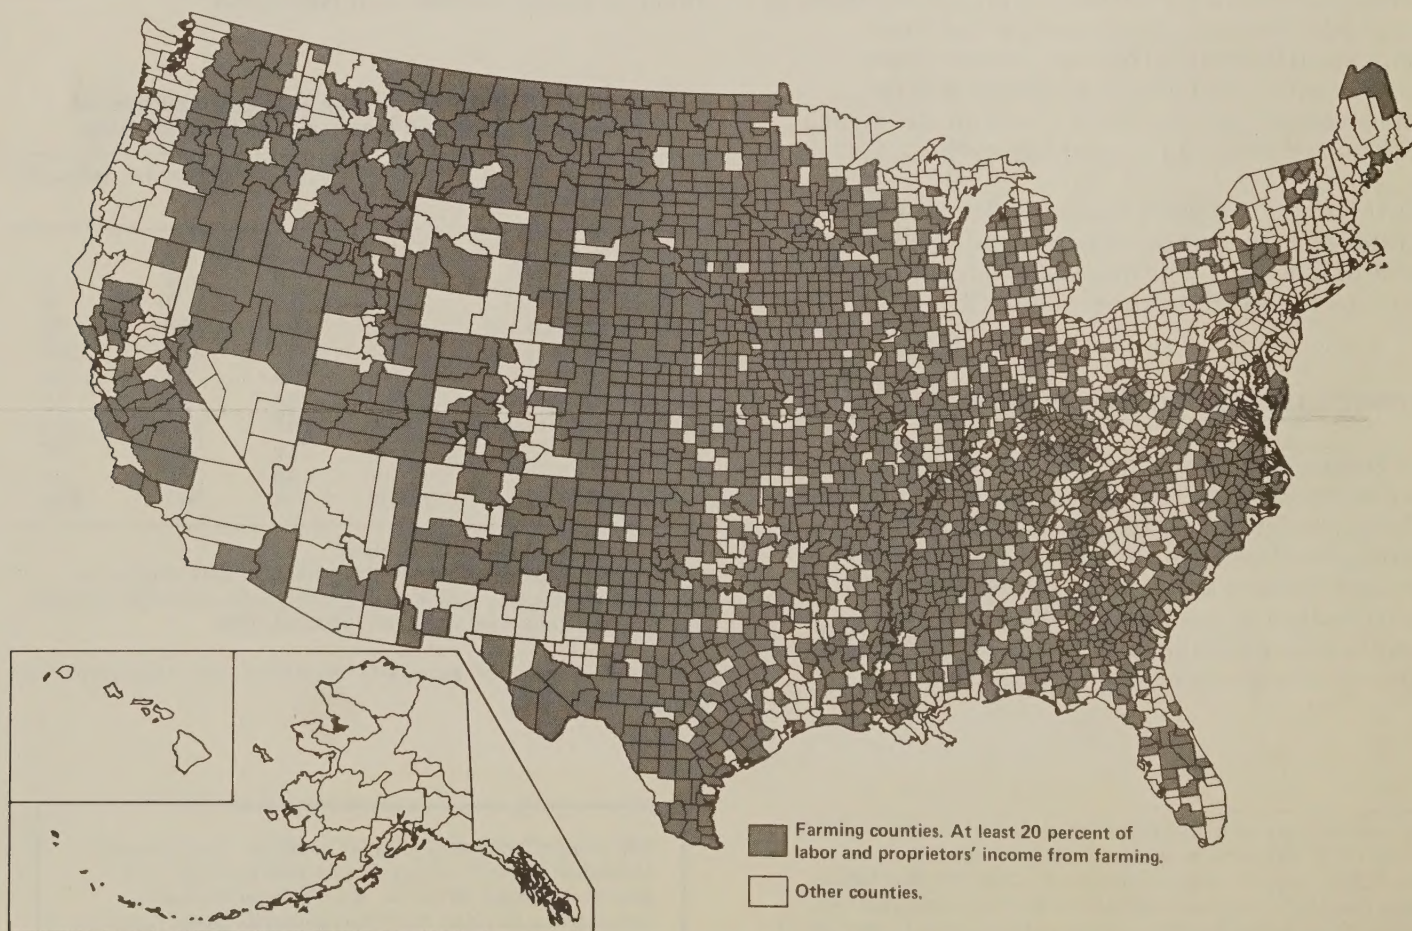 Farming counties. At least 20 percent of
labor and proprietors' income from farming.
Other counties.